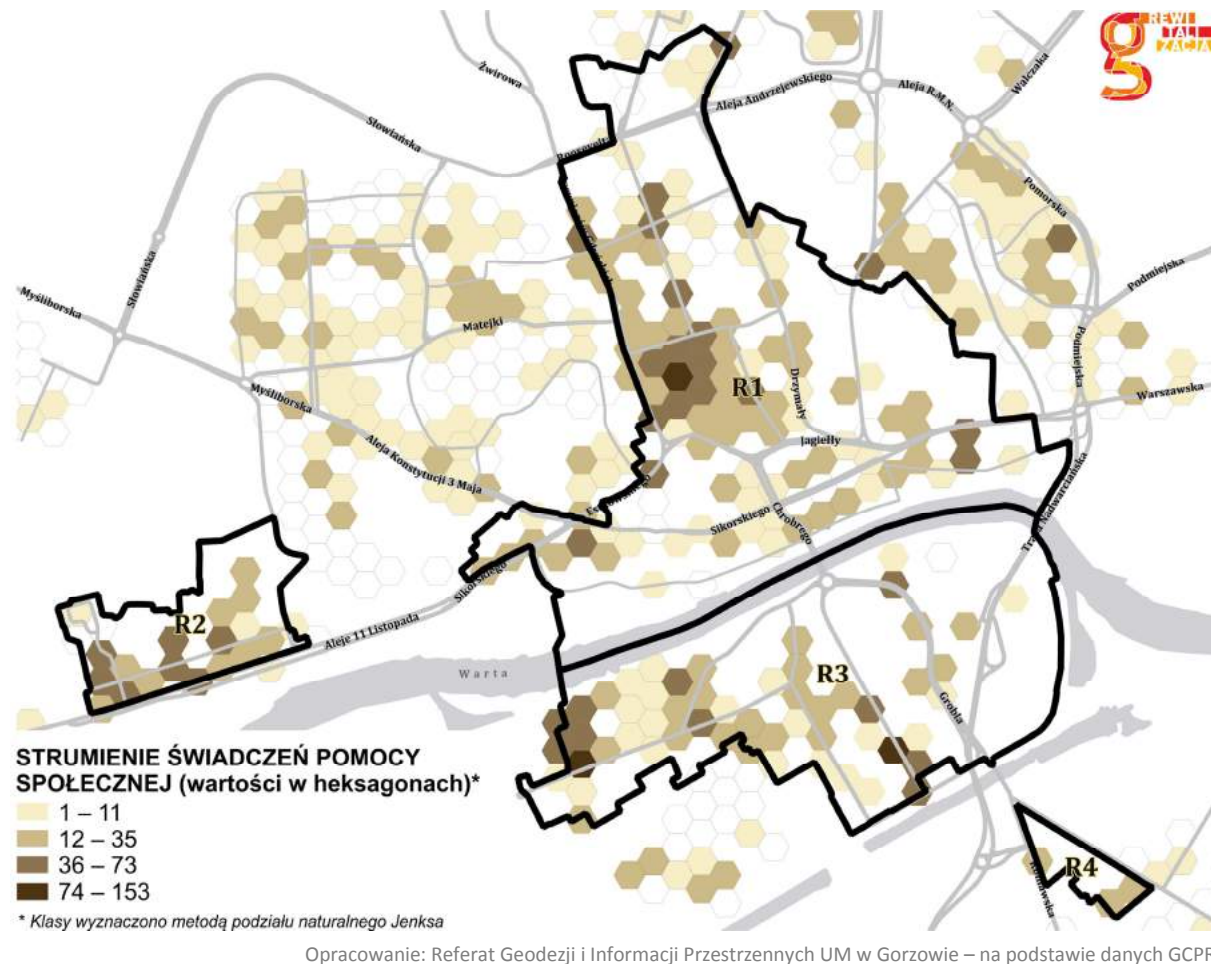 REWI
TALI
ZACJA
Żwirowa
Aleja Andrzejewskiego
Aleja R.M.N.
Walczaka
Słowiańska
Pomorska
Słowiańska
Myśliborska
Matejki
Podmiejska
Podmiejska
Warszawska
R1
Drzymały
Jagiełły
Myśliborska
Aleja Konstytucji 3 Maja
Sikorskiego
Chrobrego
Trasa Nadwarciańska
Sikorskiego
R2
Aleje 11 Listopada
Warta
R3
Grobla
R4
STRUMIENIE ŚWIADCZEŃ POMOCY
SPOŁECZNEJ (wartości w heksagonach)*
1 – 11
12 – 35
36 – 73
74 – 153
* Klasy wyznaczono metodą podziału naturalnego Jenksa
Opracowanie: Referat Geodezji i Informacji Przestrzennych UM w Gorzowie – na podstawie danych GCPR